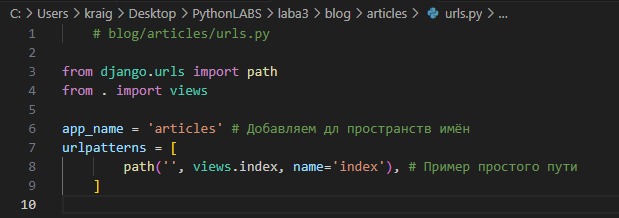 C: > Users > kraig > Desktop > PythonLABS > laba3 > blog > articles > urls.py > ...
1 # blog/articles/urls.py
2
3 from django.urls import path
4 from . import views
5
6 app_name = 'articles' # Добавляем дл пространств имён
7 urlpatterns = [
8 path('', views.index, name='index'), # Пример простого пути
9 ]
10